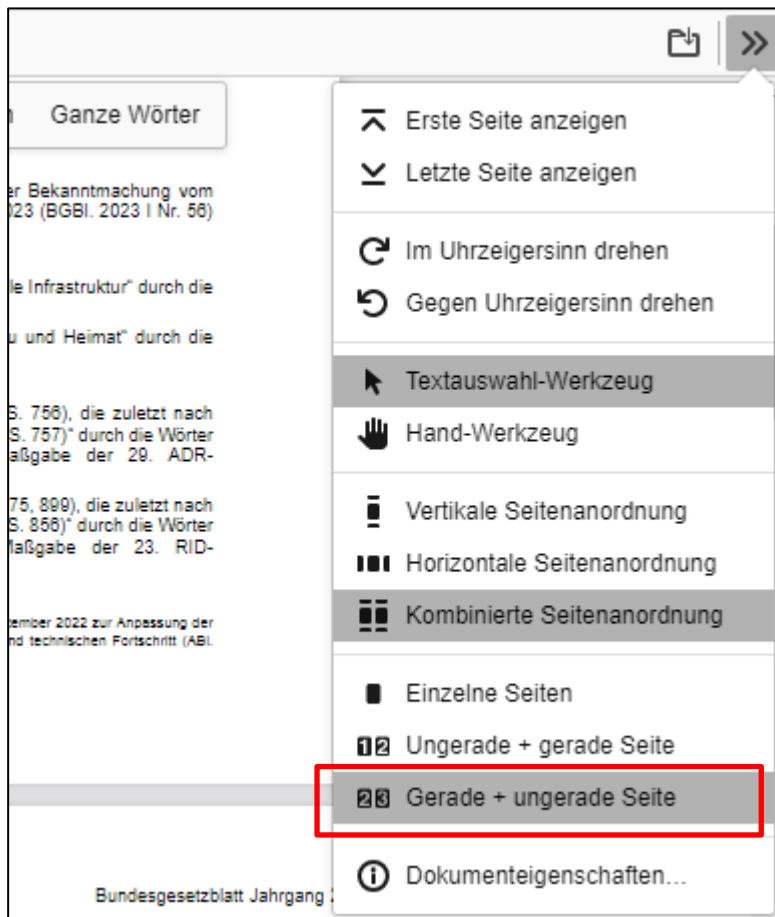 Ganze Wörter
er Bekanntmachung vom
023 (BGBl. 2023 I Nr. 56)
le Infrastruktur" durch die
u und Heimat" durch die
S. 756), die zuletzt nach
S. 757)" durch die Wörter
aßgabe der 29. ADR-
75, 899), die zuletzt nach
S. 856)" durch die Wörter
Maßgabe der 23. RID-
tember 2022 zur Anpassung der
nd technischen Fortschritt (ABl.
Bundesgesetzblatt Jahrgang 2
Erste Seite anzeigen
Letzte Seite anzeigen
Im Uhrzeigersinn drehen
Gegen Uhrzeigersinn drehen
Textauswahl-Werkzeug
Hand-Werkzeug
Vertikale Seitenanordnung
Horizontale Seitenanordnung
Kombinierte Seitenanordnung
Einzelne Seiten
12 Ungerade + gerade Seite
23 Gerade + ungerade Seite
Dokumenteigenschaften...